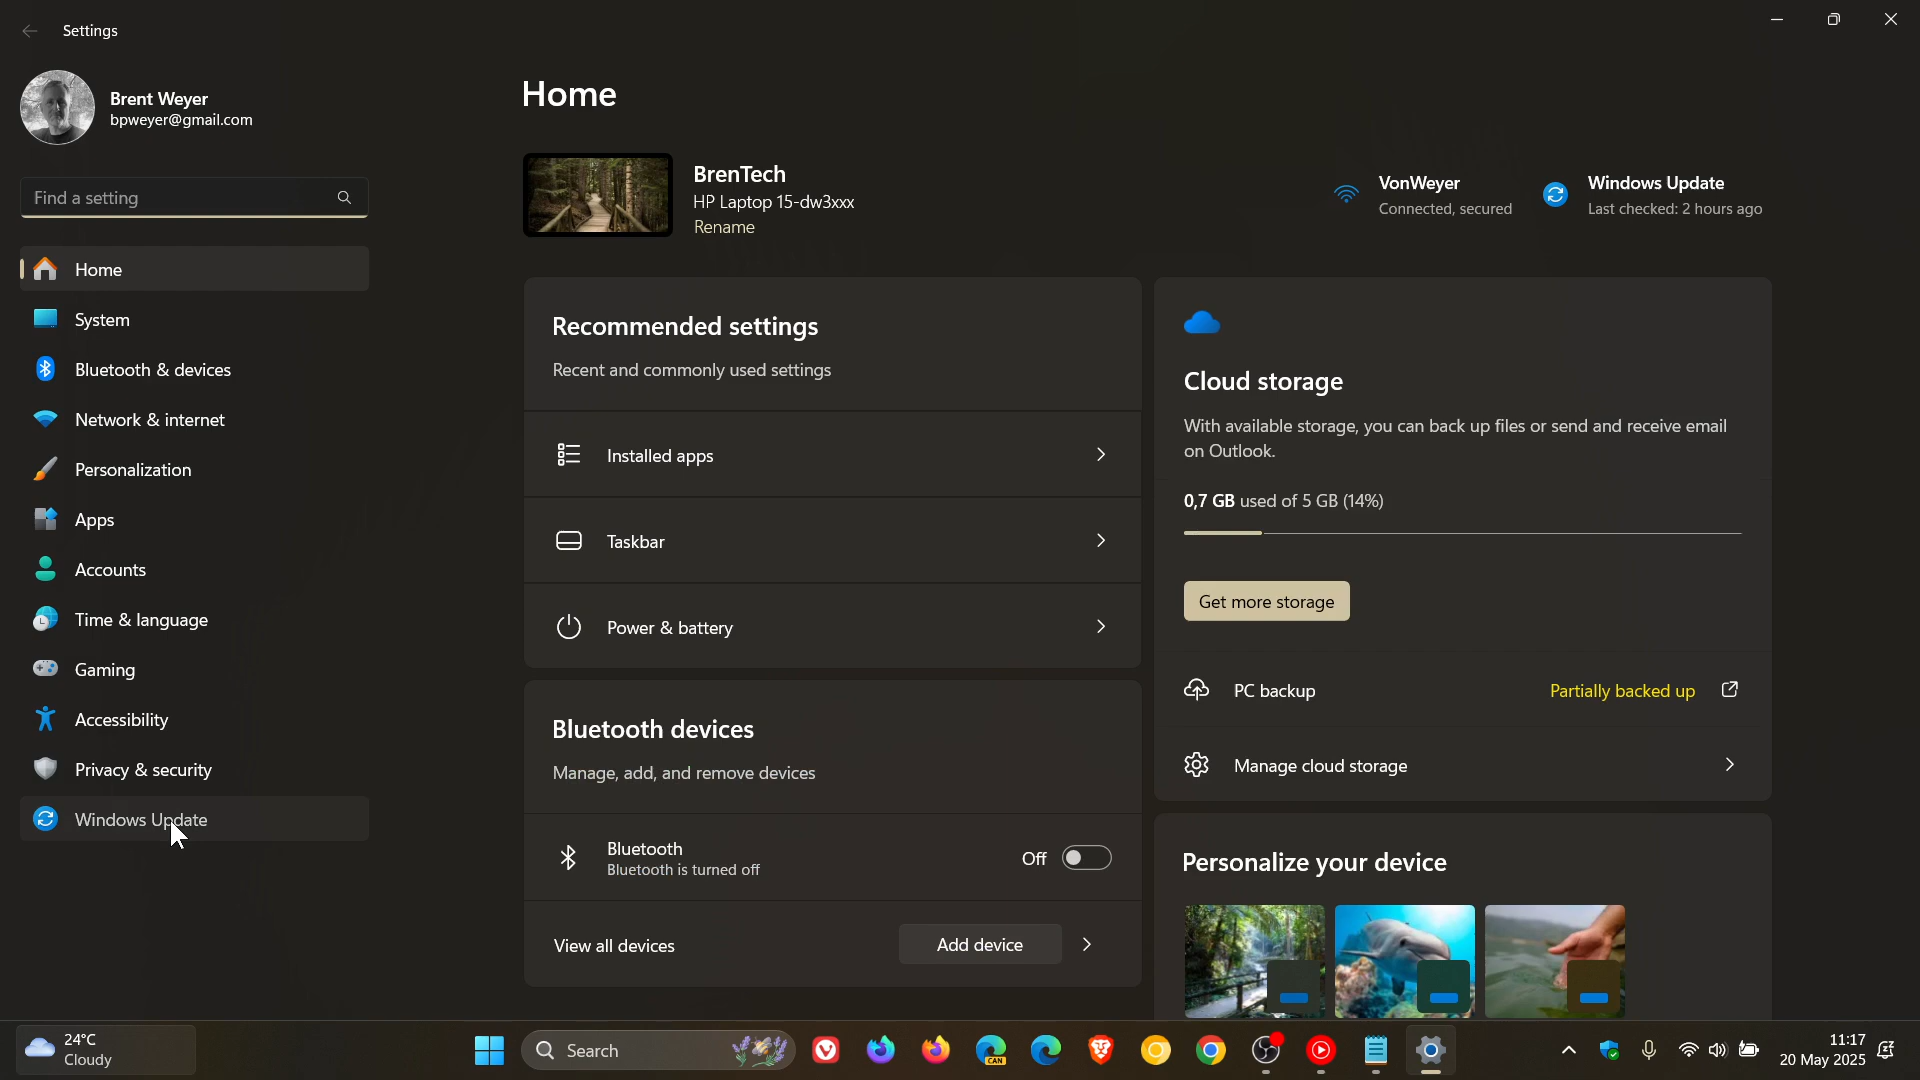 Settings
Brent Weyer
bpweyer@gmail.com
Find a setting
Home
System
Bluetooth & devices
Network & internet
Personalization
Apps
Accounts
Time & language
Gaming
Accessibility
Privacy & security
Windows Update
Home
BrenTech
HP Laptop 15-dw3xxx
Rename
VonWeyer
Connected, secured
Windows Update
Last checked: 2 hours ago
Recommended settings
Recent and commonly used settings
Installed apps
Taskbar
Power & battery
Bluetooth devices
Manage, add, and remove devices
Bluetooth
Bluetooth is turned off
Off
View all devices
Add device
Cloud storage
With available storage, you can back up files or send and receive email
on Outlook.
0,7 GB used of 5 GB (14%)
Get more storage
PC backup
Partially backed up
Manage cloud storage
Personalize your device
24°C
Cloudy
Search
CAN
11:17
20 May 2025